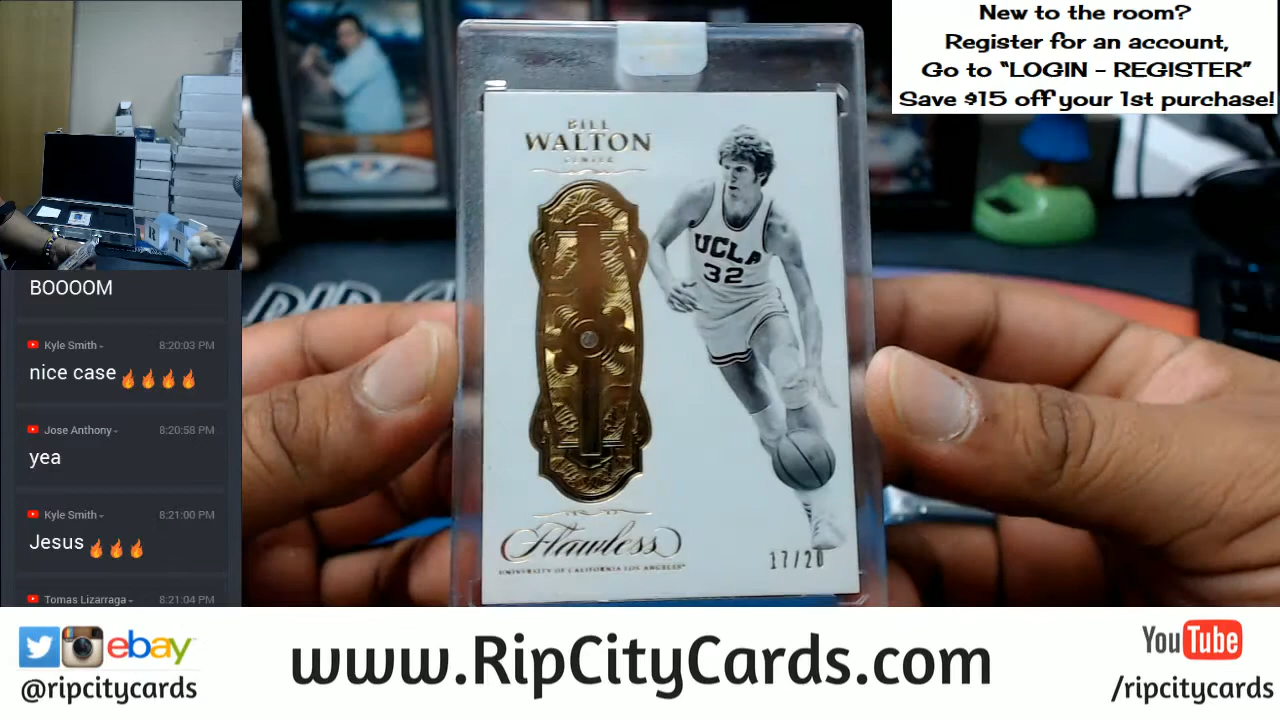 New to the room?
Register for an account,
Go to "LOGIN - REGISTER"
Save $15 off your 1st purchase!
BILL
WALTON
CENTER
UCLA
32
Flawless
UNIVERSITY OF CALIFORNIA LOS ANGELES
17/20
BOOOOM
Kyle Smith 8:20:03 PM
nice case
Jose Anthony 8:20:58 PM
yea
Kyle Smith 8:21:00 PM
Jesus
Tomas Lizarraga 8:21:04 PM
ebay
@ripcitycards
www.RipCityCards.com
YouTube
/ripcitycards